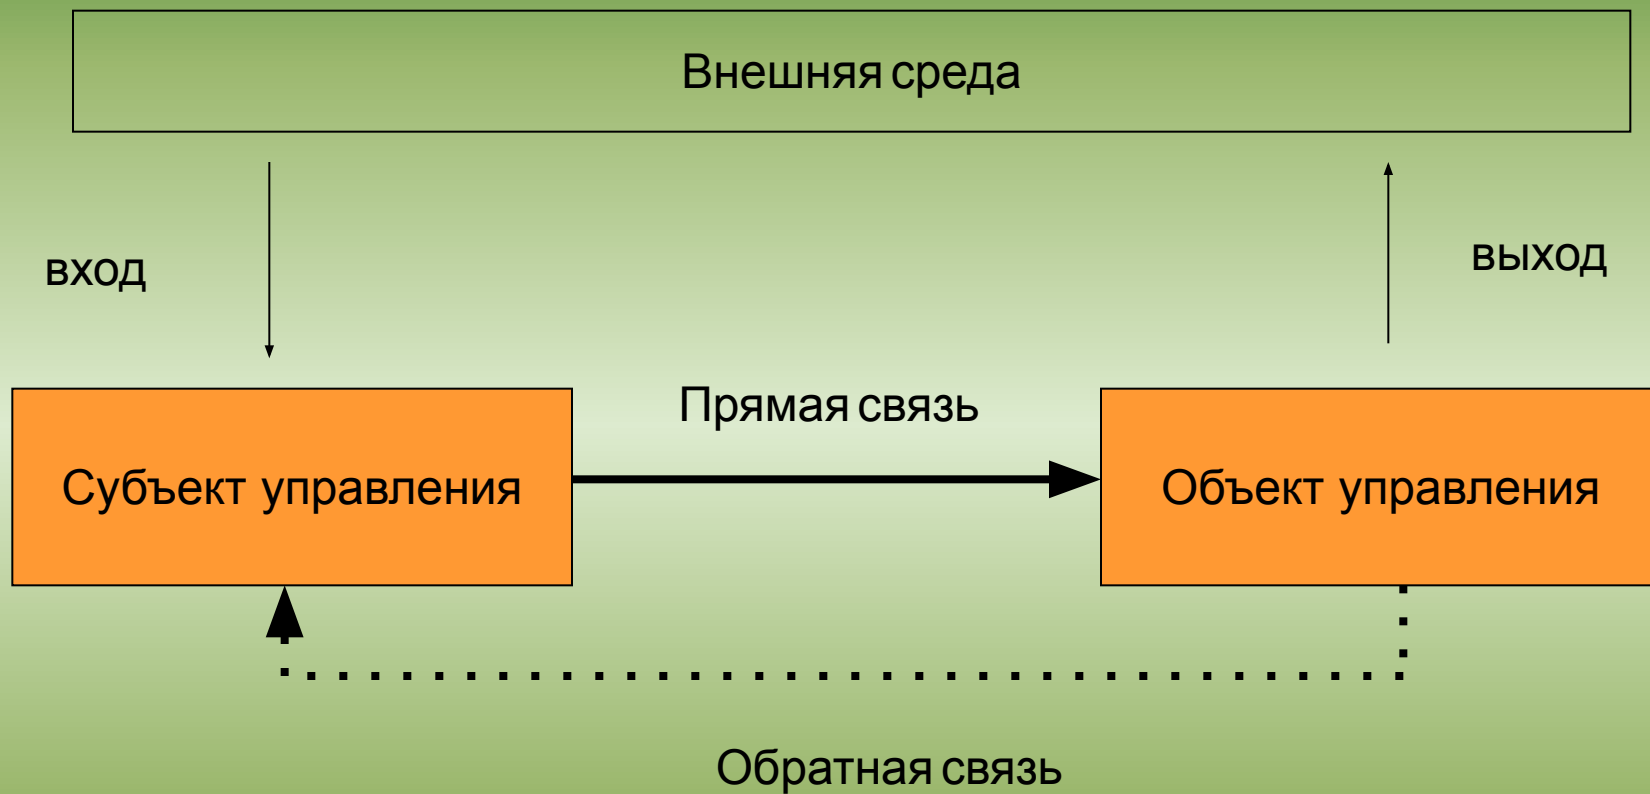 Внешняя среда
вход
выход
Прямая связь
Субъект управления
Объект управления
Обратная связь